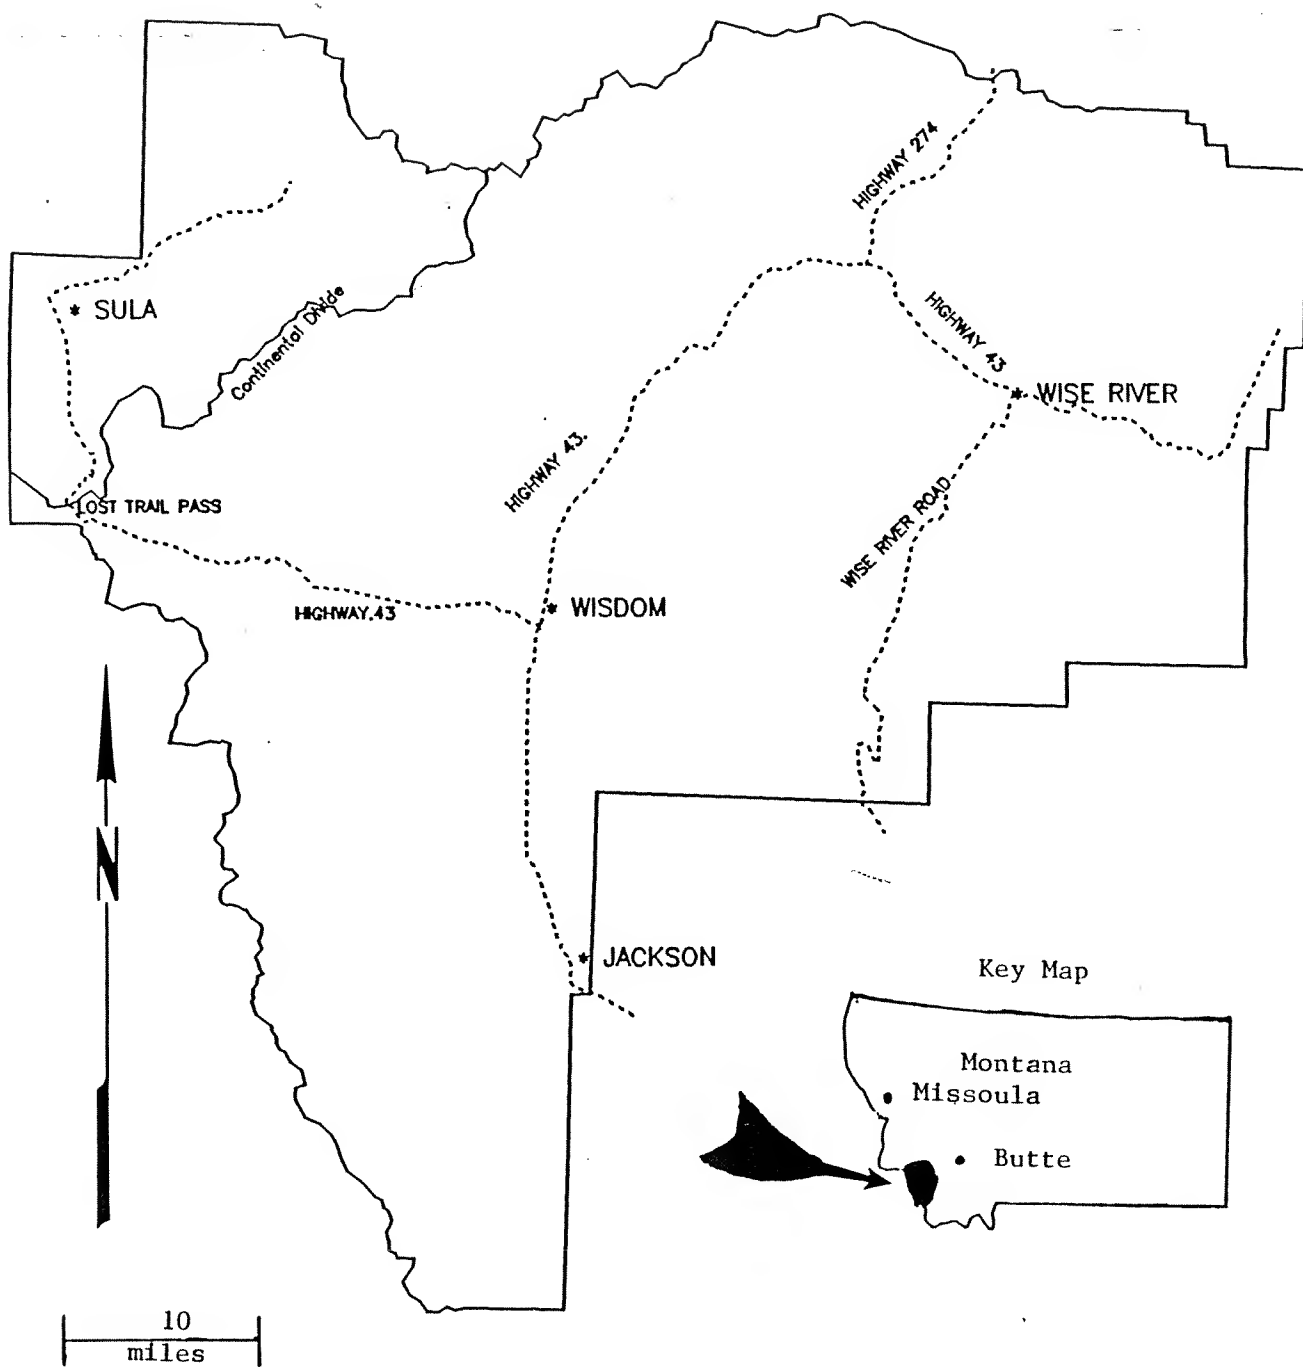 HIGHWAY 274
SULA
Continental Divide
HIGHWAY 43
WISE RIVER
HIGHWAY 43.
LOST TRAIL PASS
WISE RIVER ROAD
HIGHWAY.43
WISDOM
N
JACKSON
Key Map
Montana
Missoula
Butte
10
miles